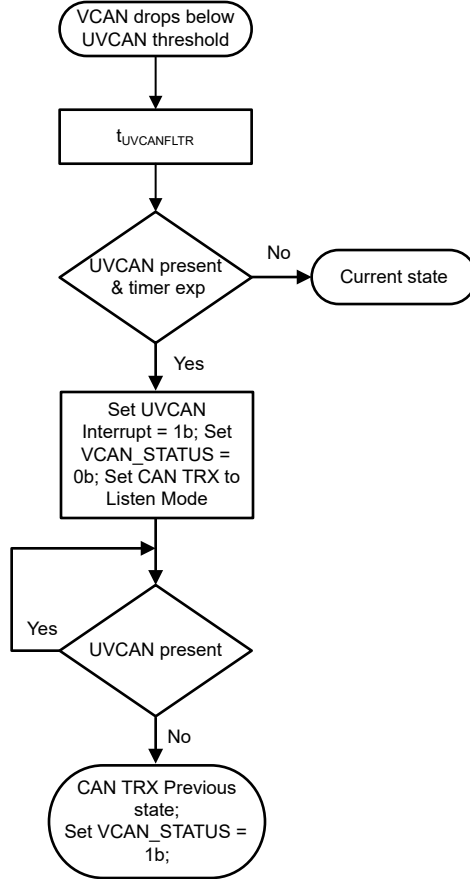 VCAN drops below
UVCAN threshold
tUVCANFLTR
UVCAN present
& timer exp
No
Current state
Yes
Set UVCAN
Interrupt = 1b; Set
VCAN_STATUS =
0b; Set CAN TRX to
Listen Mode
Yes
UVCAN present
No
CAN TRX Previous
state;
Set VCAN_STATUS =
1b;